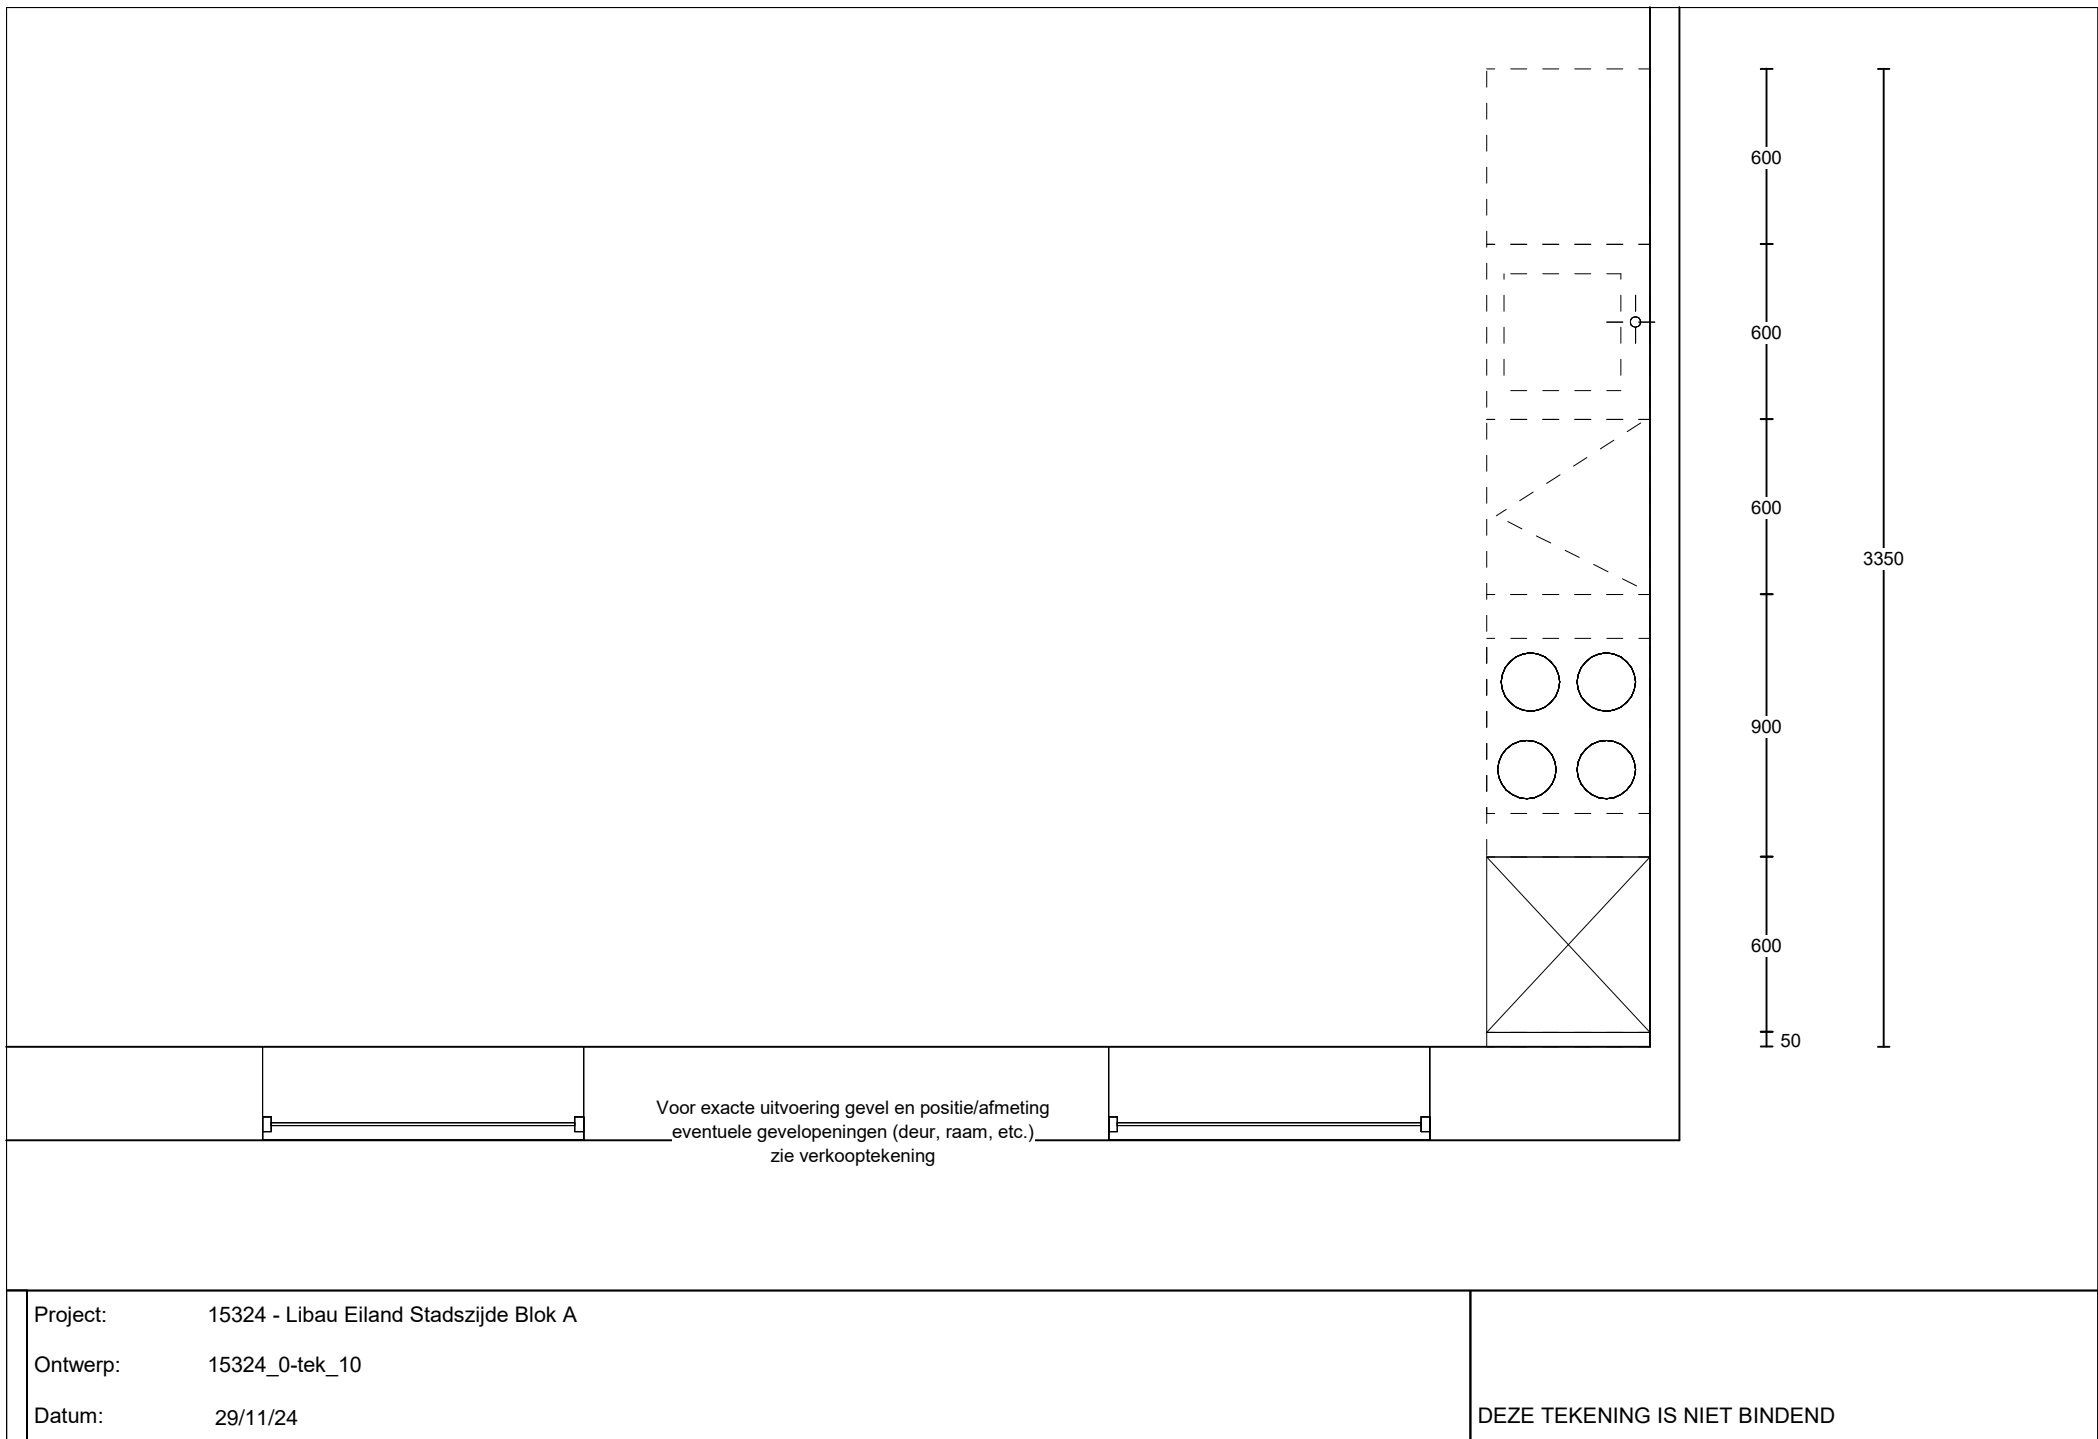 600
600
600
3350
900
600
50
Voor exacte uitvoering gevel en positie/afmeting
eventuele gevelopeningen (deur, raam, etc.)
zie verkooptekening
Project: 15324 - Libau Eiland Stadszijde Blok A
Ontwerp: 15324_0-tek_10
Datum: 29/11/24
DEZE TEKENING IS NIET BINDEND